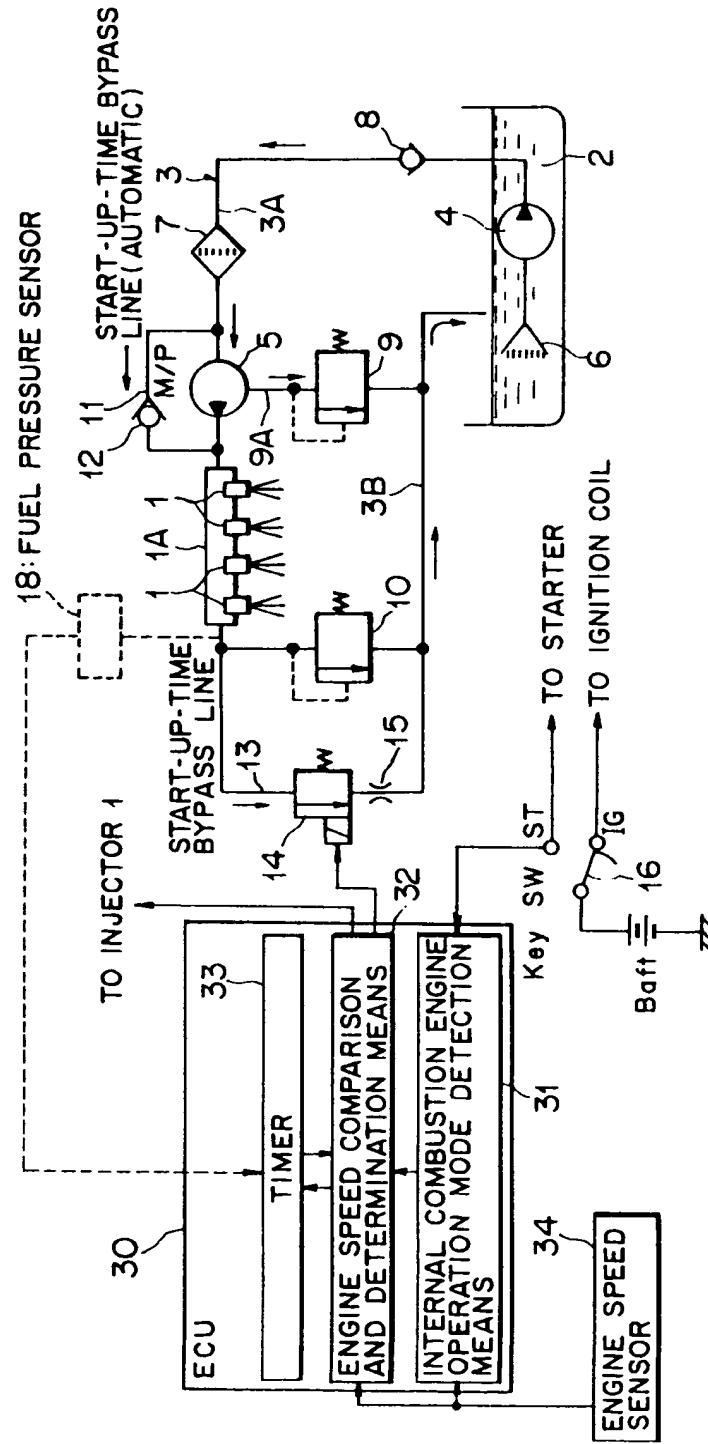 18: FUEL PRESSURE SENSOR
START-UP-TIME BYPASS
LINE(AUTOMATIC)
TO INJECTOR 1
30
ECU
33
TIMER
32
ENGINE SPEED COMPARISON
AND DETERMINATION MEANS
INTERNAL COMBUSTION ENGINE
OPERATION MODE DETECTION
MEANS
31
34
ENGINE SPEED
SENSOR
START-UP-TIME
BYPASS LINE
13
14
15
10
1
1A
1
12
11
M/P
5
9A
9
7
3
3A
8
3B
4
2
6
Key SW
ST
TO STARTER
IG
TO IGNITION COIL
16
Baft